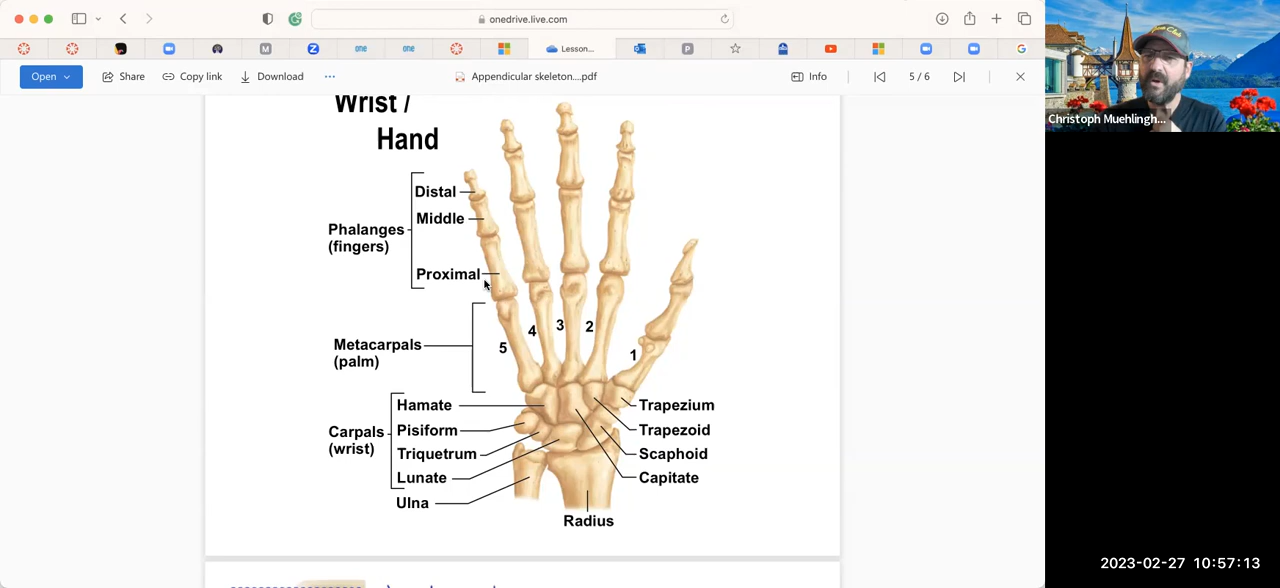 onedrive.live.com
Lesson...
Open
Share
Copy link
Download
...
Appendicular skeleton....pdf
Info
5 / 6
Christoph Muehlingh...
Wrist /
Hand
Distal
Middle
Phalanges
(fingers)
Proximal
4
3
2
5
1
Metacarpals
(palm)
Hamate
Trapezium
Pisiform
Trapezoid
Carpals
(wrist)
Triquetrum
Scaphoid
Lunate
Capitate
Ulna
Radius
2023-02-27 10:57:13